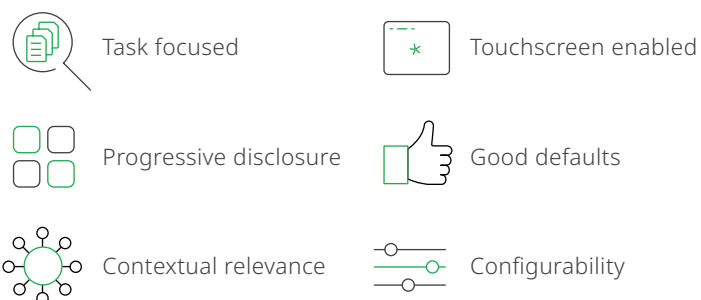 Task focused
Touchscreen enabled
Progressive disclosure
Good defaults
Contextual relevance
Configurability